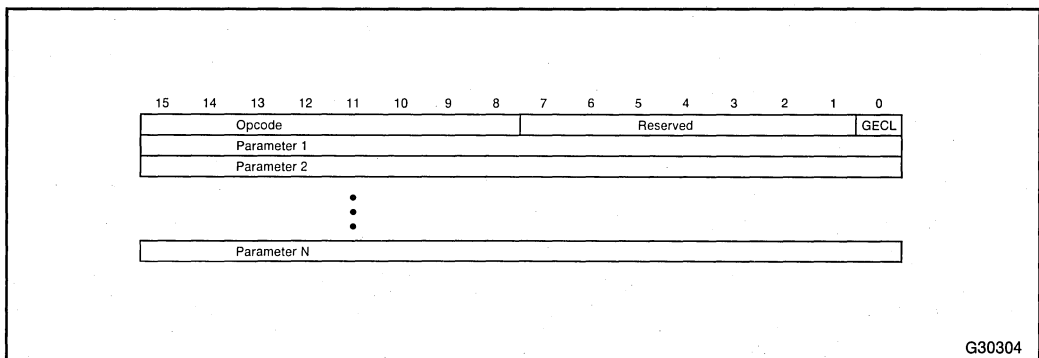 15 14 13 12 11 10 9 8 7 6 5 4 3 2 1 0
Opcode Reserved GECL
Parameter 1
Parameter 2
Parameter N
G30304